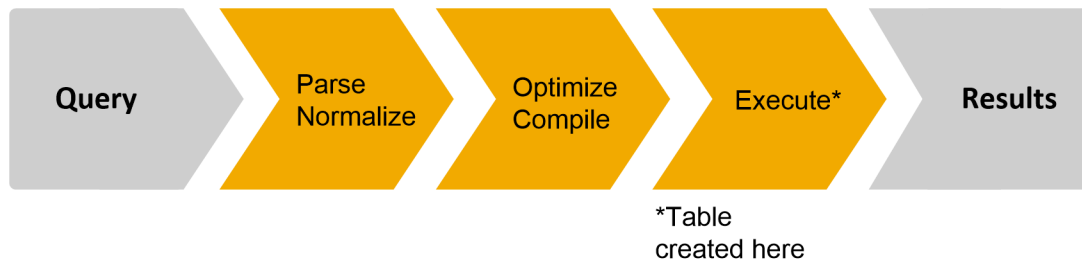 Query
Parse
Normalize
Optimize
Compile
Execute*
Results
*Table
created here